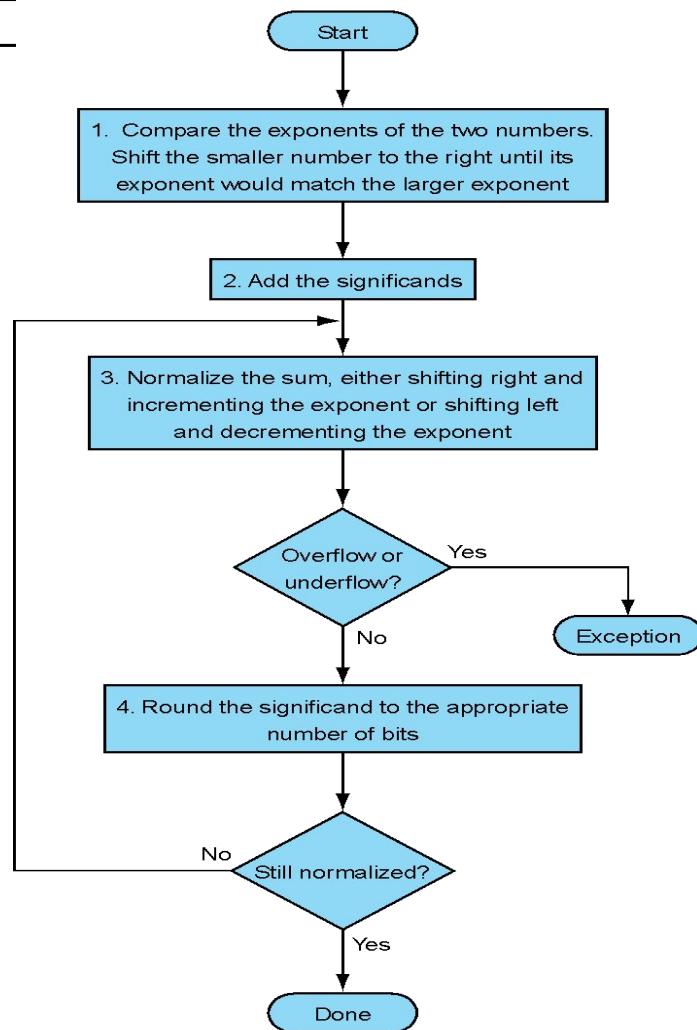 Start
1. Compare the exponents of the two numbers.
Shift the smaller number to the right until its
exponent would match the larger exponent
2. Add the significands
3. Normalize the sum, either shifting right and
incrementing the exponent or shifting left
and decrementing the exponent
Overflow or
underflow?
Yes
No
Exception
4. Round the significand to the appropriate
number of bits
No
Still normalized?
Yes
Done